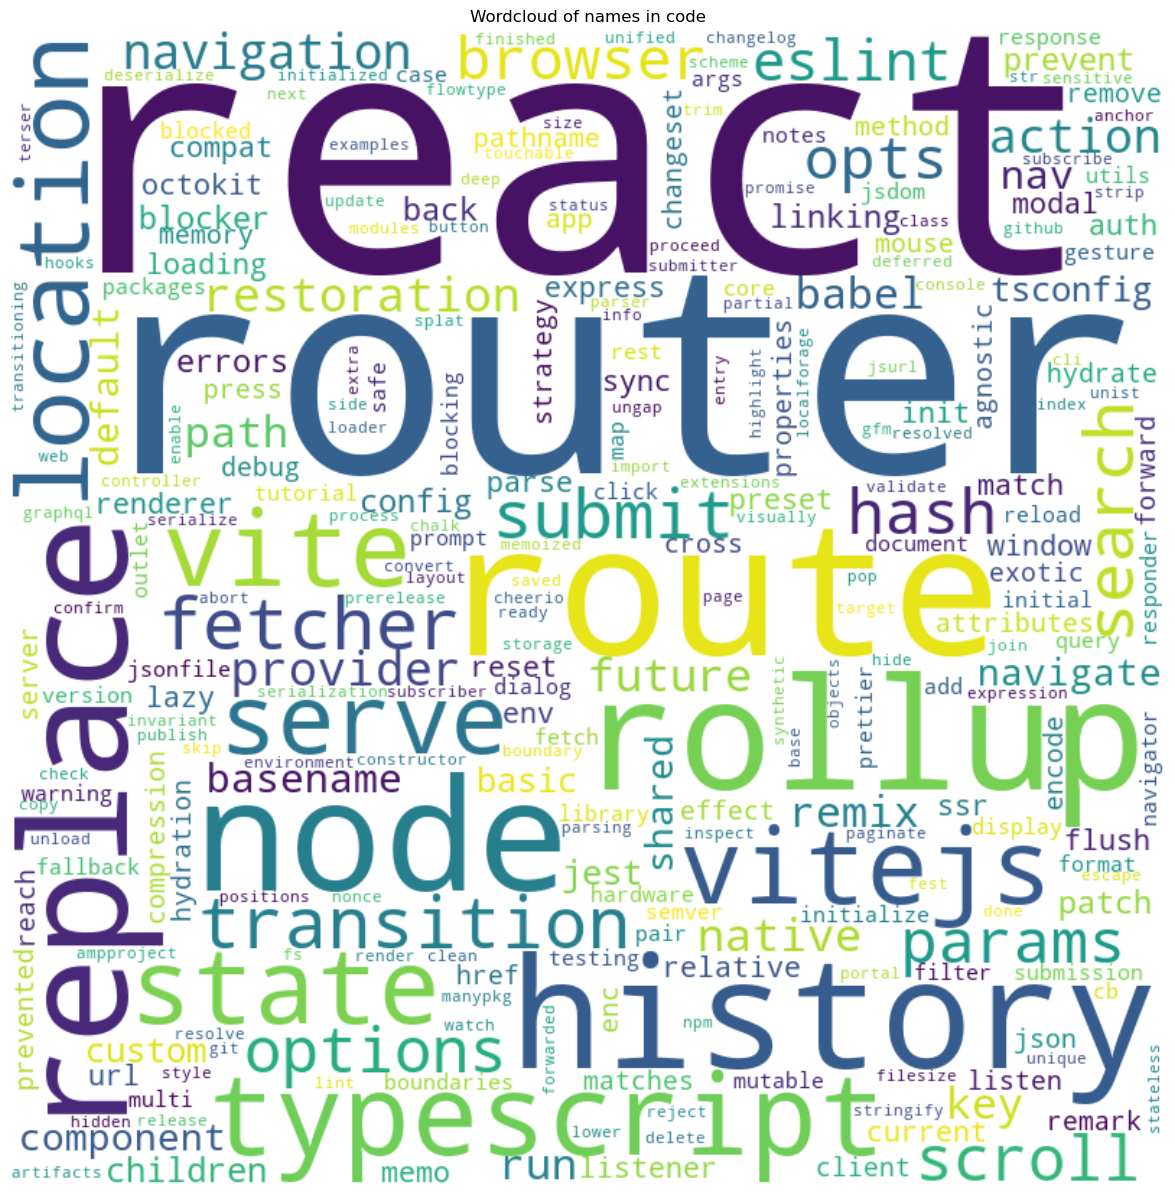 Wordcloud of names in code
navigation
finished
unified
changelog
response
browser
eslint
prevent
deserialize
initialized
case
scheme
args
str
sensitive
next
flowtype
remove
react
location
terser
trim
anchor
blocked
examples
size
pathname
touchable
changeset
notes
method
action
compat
opts
subscribe
octokit
deep
promise
jsdom
nav
utils
update
status
strip
blocker
back
app
linking
class
modal
auth
modules
button
github
memory
mouse
hooks
loading
proceed
submitter
deferred
gesture
packages
restoration
express
core
babel
console
tsconfig
transitioning
parser
partial
info
default
router
splat
strategy
properties
agnostic
errors
extra
safe
rest
entry
highlight
localforage
jsurl
cli
press
sync
hydrate
side
ungap
init
index
unist
path
enable
loader
blocking
map
gfm
resolved
search
forward
web
debug
import
controller
parse
extensions
match
renderer
tutorial
config
click
preset
validate
graphql
serialize
process
submit
visually
hash
reload
vite
chalk
prompt
memoized
cross
document
window
outlet
convert
route
layout
pop
exotic
replace
abort
prerelease
saved
cheerio
page
target
initial
responder
confirm
fetcher
ready
attributes
storage
join
query
server
jsonfile
provider
reset
future
hide
navigate
version
lazy
serialization
subscriber
dialog
synthetic
objects
prettier
add
expression
invariant
serve
env
rollup
publish
skip
boundary
fetch
shared
base
encode
navigator
check
environment
constructor
warning
basename
basic
copy
compression
hydration
node
library
effect
remix
ssr
unload
parsing
inspect
paginate
display
flush
fallback
jest
vitejs
format
positions
nonce
hardware
fest
escape
reach
transition
semver
initialize
done
patch
pair
native
params
ampproject
fs
render
clean
testing
relative
portal
filter
submission
prevented
state
href
manypkg
history
cb
enc
resolve
watch
npm
json
custom
git
options
forwarded
unique
url
style
lint
boundaries
matches
mutable
filesize
listen
stateless
multi
typescript
key
hidden
release
reject
stringify
remark
component
lower
delete
current
artifacts
children
memo
run
listener
client
scroll